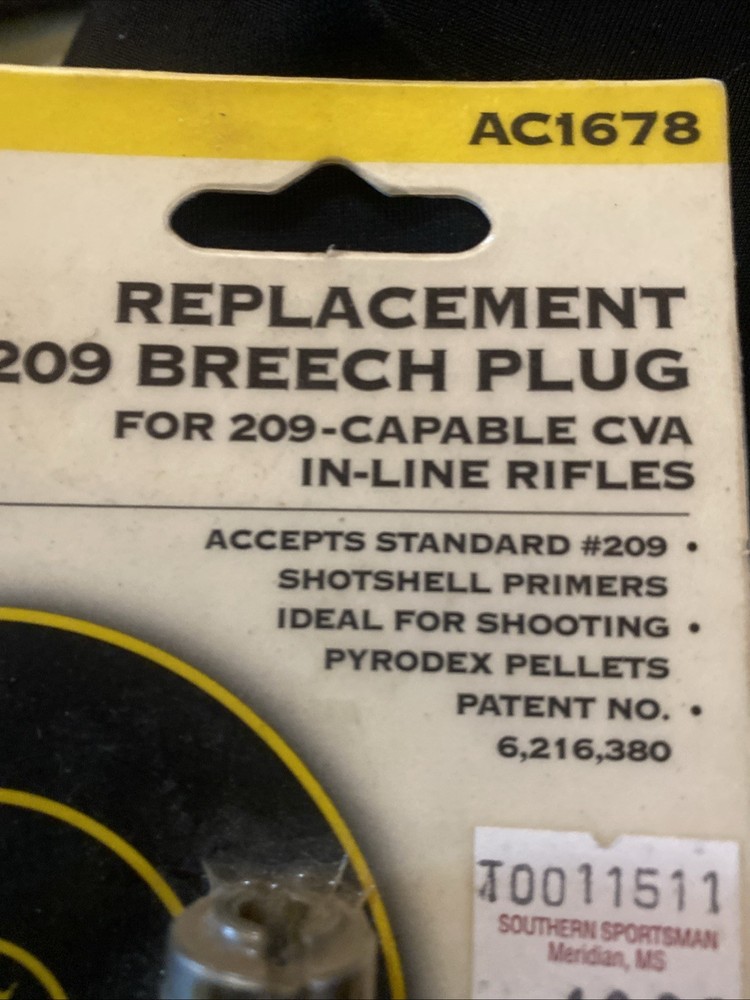 AC1678
REPLACEMENT
209 BREECH PLUG
FOR 209-CAPABLE CVA
IN-LINE RIFLES
ACCEPTS STANDARD #209 •
SHOTSHELL PRIMERS
IDEAL FOR SHOOTING •
PYRODEX PELLETS
PATENT NO. •
6,216,380
T0011511
SOUTHERN SPORTSMAN
Meridian, MS